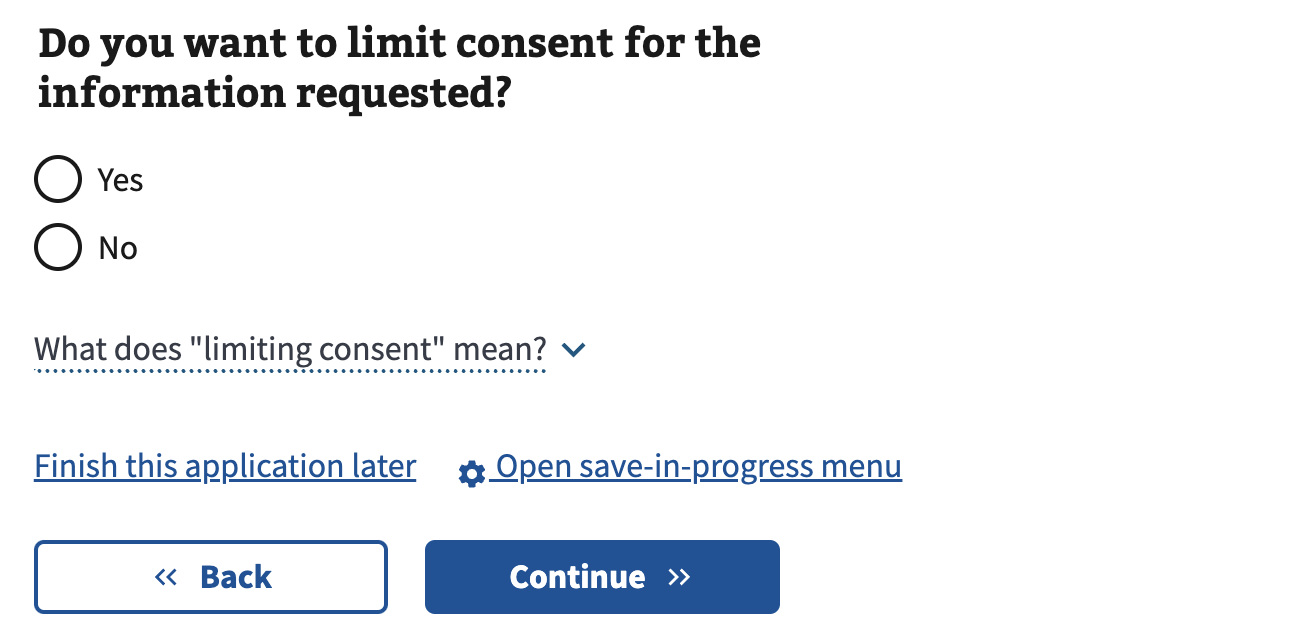 Do you want to limit consent for the
information requested?
Yes
No
What does "limiting consent" mean?
Finish this application later
Open save-in-progress menu
Back
Continue